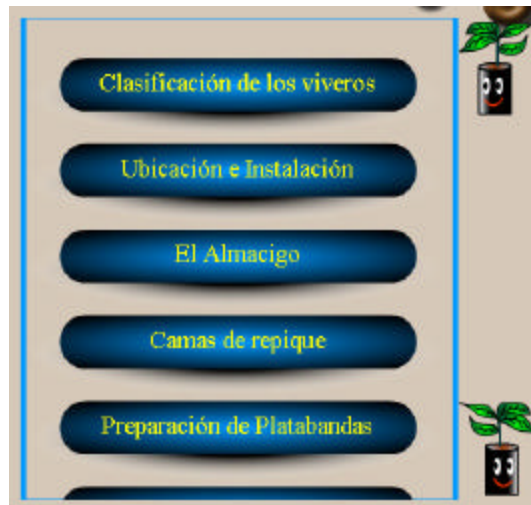 Clasificación de los viveros
Ubicación e Instalación
El Almacigo
Camas de repique
Preparación de Platabandas